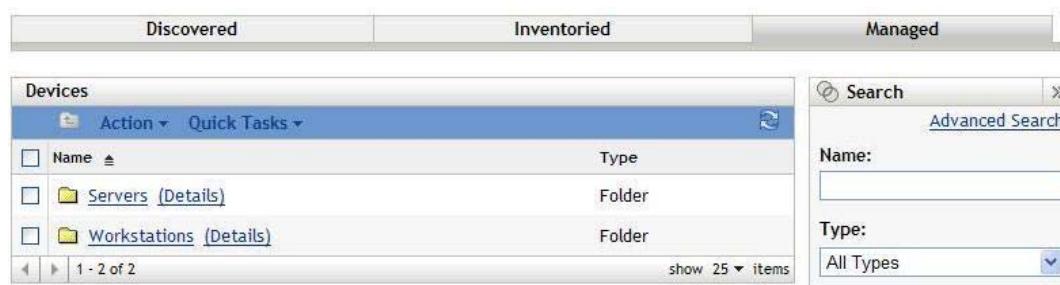 Discovered Inventoried Managed
Devices
Action Quick Tasks
Name Type
Servers (Details) Folder
Workstations (Details) Folder
1 - 2 of 2 show 25 items
Search
Advanced Search
Name:
Type:
All Types